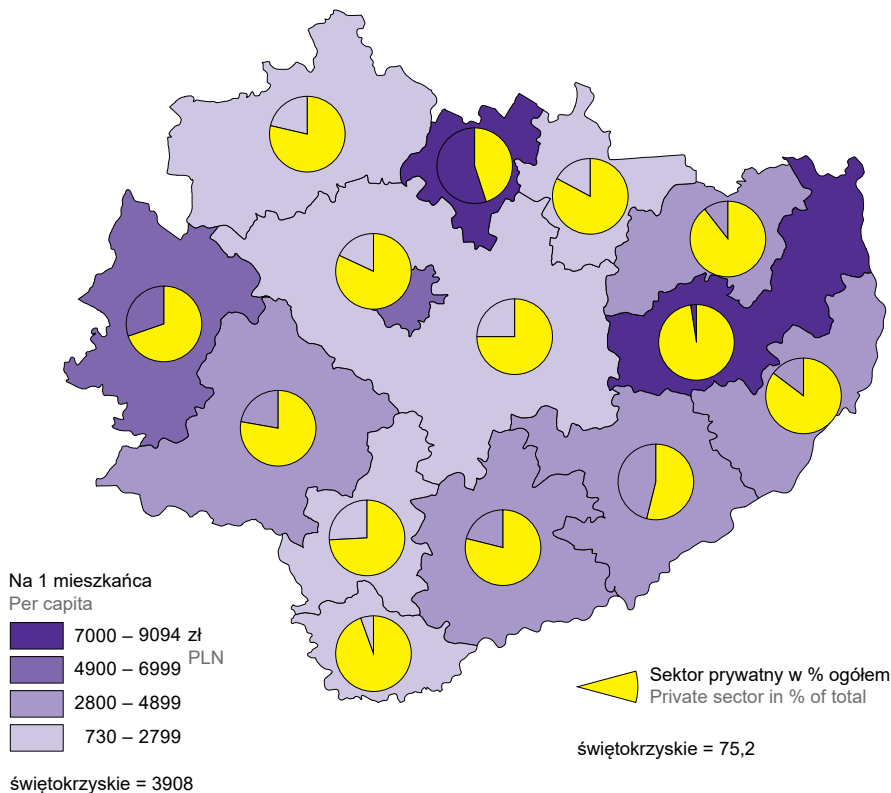 Na 1 mieszkańca
Per capita
7000 – 9094 zł
PLN
4900 – 6999
2800 – 4899
730 – 2799
świętokrzyskie = 3908
Sektor prywatny w % ogółem
Private sector in % of total
świętokrzyskie = 75,2